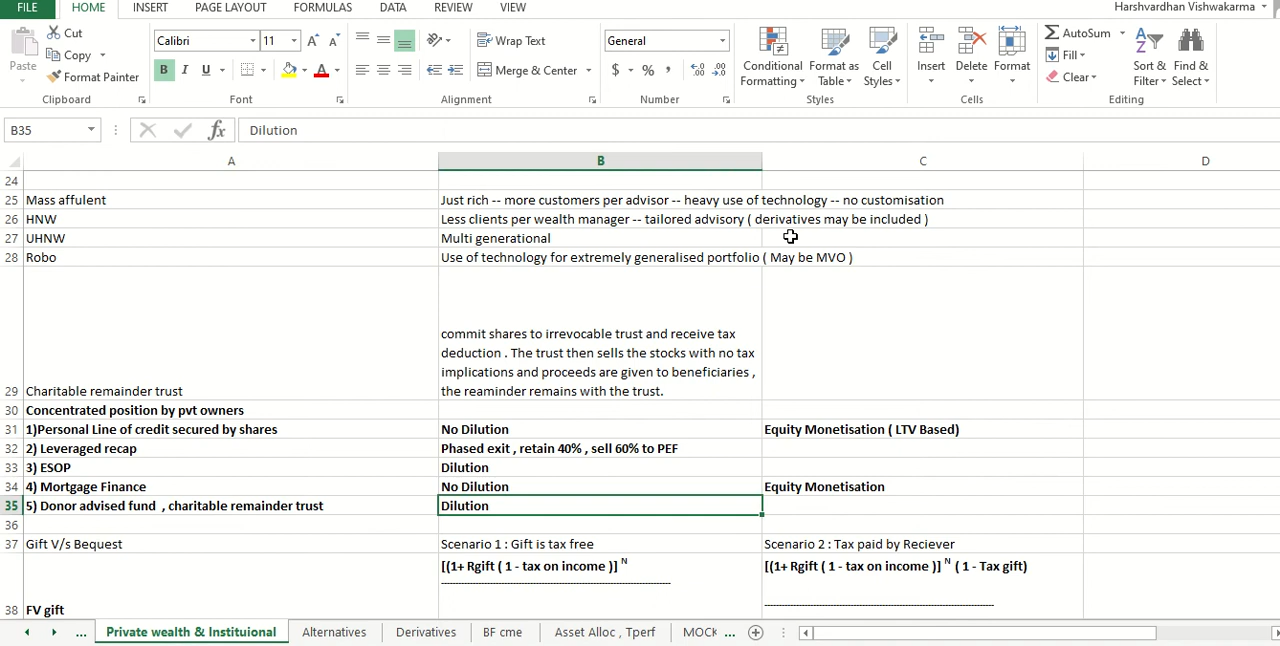 Harshvardhan Vishwakarma
FILE HOME INSERT PAGE LAYOUT FORMULAS DATA REVIEW VIEW
Cut
Copy
Format Painter
Paste
Clipboard
Calibri 11
B I U A
Font
Wrap Text
Merge & Center
Alignment
General
$ % ,
Number
Conditional Formatting
Format as Table
Cell Styles
Styles
Insert Delete Format
Cells
AutoSum
Fill
Clear
Sort & Filter
Find & Select
Editing
B35 fx Dilution
A B C D
24
25 Mass affulent Just rich -- more customers per advisor -- heavy use of technology -- no customisation
26 HNW Less clients per wealth manager -- tailored advisory ( derivatives may be included )
27 UHNW Multi generational
28 Robo Use of technology for extremely generalised portfolio ( May be MVO )
commit shares to irrevocable trust and receive tax
deduction . The trust then sells the stocks with no tax
implications and proceeds are given to beneficiaries ,
29 Charitable remainder trust the reaminder remains with the trust.
30 Concentrated position by pvt owners
31 1)Personal Line of credit secured by shares No Dilution Equity Monetisation ( LTV Based)
32 2) Leveraged recap Phased exit , retain 40% , sell 60% to PEF
33 3) ESOP Dilution
34 4) Mortgage Finance No Dilution Equity Monetisation
35 5) Donor advised fund , charitable remainder trust Dilution
36
37 Gift V/s Bequest Scenario 1 : Gift is tax free Scenario 2 : Tax paid by Reciever
[(1+ Rgift ( 1 - tax on income )] N [(1+ Rgift ( 1 - tax on income )] N ( 1 - Tax gift)
38 FV gift
... Private wealth & Instituional Alternatives Derivatives BF cme Asset Alloc , Tperf MOCK ...